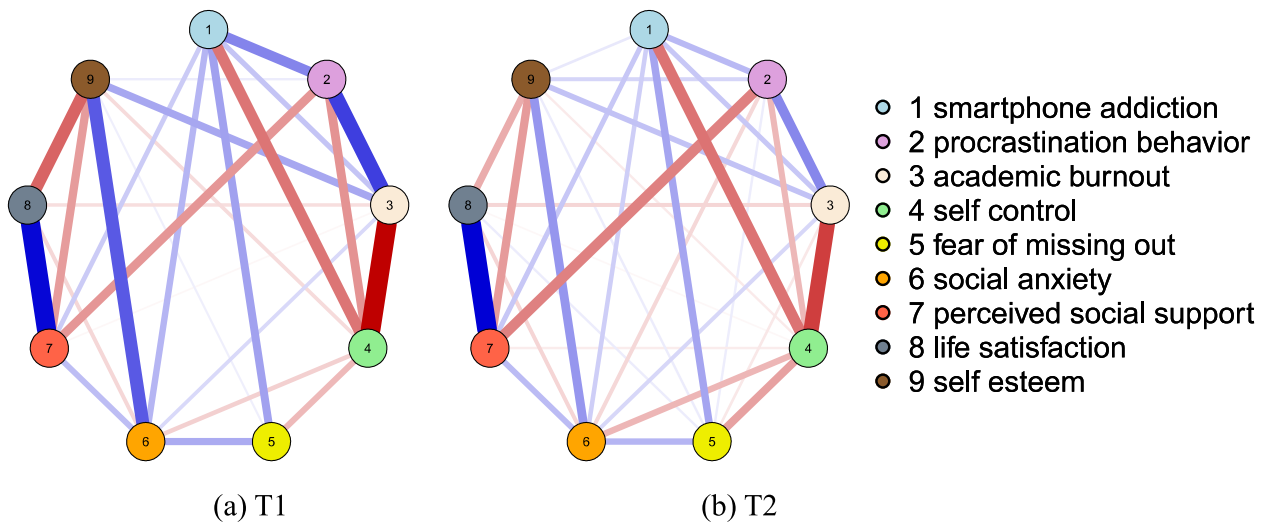 1
2
3
4
5
6
7
8
9
(a) T1
1
2
3
4
5
6
7
8
9
(b) T2
1 smartphone addiction
2 procrastination behavior
3 academic burnout
4 self control
5 fear of missing out
6 social anxiety
7 perceived social support
8 life satisfaction
9 self esteem